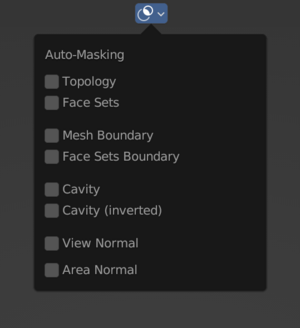 Auto-Masking
Topology
Face Sets
Mesh Boundary
Face Sets Boundary
Cavity
Cavity (inverted)
View Normal
Area Normal